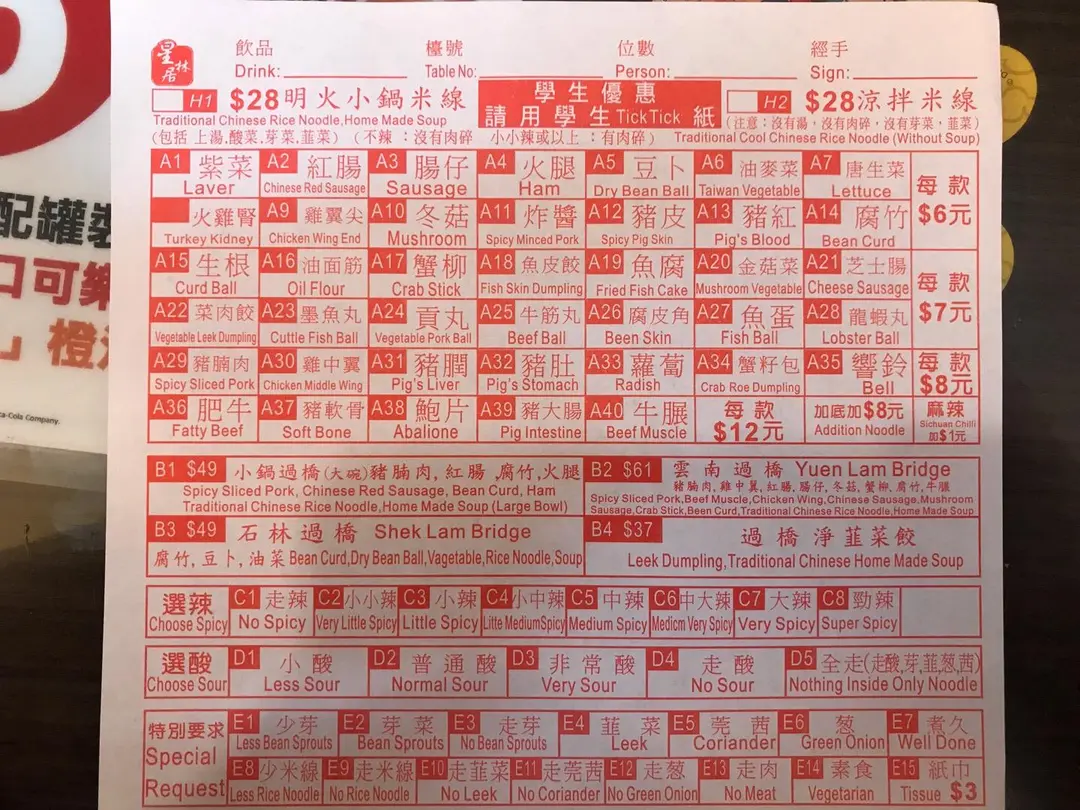 星林居
飲品 檯號 位數 經手
Drink: Table No: Person: Sign:
H1 $28明火小鍋米線 學生優惠 H2 $28涼拌米線
Traditional Chinese Rice Noodle,Home Made Soup 請用學生TickTick 紙 (注意：沒有湯，沒有肉碎，沒有芽菜，韮菜)
(包括 上湯,酸菜,芽菜,韮菜) (不辣：沒有肉碎 小小辣或以上：有肉碎) Traditional Cool Chinese Rice Noodle (Without Soup)
A1 紫菜 A2 紅腸 A3 腸仔 A4 火腿 A5 豆卜 A6 油麥菜 A7 唐生菜 每款
Laver Chinese Red Sausage Sausage Ham Dry Bean Ball Taiwan Vegetable Lettuce
火雞腎 A9 雞翼尖 A10 冬菇 A11 炸醬 A12 豬皮 A13 豬紅 A14 腐竹 $6元
Turkey Kidney Chicken Wing End Mushroom Spicy Minced Pork Spicy Pig Skin Pig's Blood Bean Curd
A15 生根 A16 油面筋 A17 蟹柳 A18 魚皮餃 A19 魚腐 A20 金菇菜 A21 芝士腸 每款
Curd Ball Oil Flour Crab Stick Fish Skin Dumpling Fried Fish Cake Mushroom Vegetable Cheese Sausage
A22 菜肉餃 A23 墨魚丸 A24 貢丸 A25 牛筋丸 A26 腐皮角 A27 魚蛋 A28 龍蝦丸 $7元
Vegetable Leek Dumpling Cuttle Fish Ball Vegetable Pork Ball Beef Ball Been Skin Fish Ball Lobster Ball
A29 豬腩肉 A30 雞中翼 A31 豬膶 A32 豬肚 A33 蘿蔔 A34 蟹籽包 A35 響鈴 每款
Spicy Sliced Pork Chicken Middle Wing Pig's Liver Pig's Stomach Radish Crab Roe Dumpling Bell $8元
A36 肥牛 A37 豬軟骨 A38 鮑片 A39 豬大腸 A40 牛𦟌 每款 加底加$8元 麻辣
Fatty Beef Soft Bone Abalione Pig Intestine Beef Muscle $12元 Addition Noodle Sichuan Chilli
加$1元
B1 $49 小鍋過橋(大碗)豬腩肉,紅腸,腐竹,火腿
Spicy Sliced Pork, Chinese Red Sausage, Bean Curd, Ham
Traditional Chinese Rice Noodle,Home Made Soup (Large Bowl)
B2 $61 雲南過橋 Yuen Lam Bridge
豬腩肉,雞中翼,紅腸,腸仔,冬菇,蟹柳,腐竹,牛𦟌
Spicy Sliced Pork,Beef Muscle,Chicken Wing,Chinese Sausage,Mushroom
Sausage,Crab Stick,Been Curd,Traditional Chinese Rice Noodle,Home Made Soup
B3 $49 石林過橋 Shek Lam Bridge
腐竹,豆卜,油菜 Bean Curd,Dry Bean Ball,Vagetable,Rice Noodle,Soup
B4 $37 過橋淨韮菜餃
Leek Dumpling,Traditional Chinese Home Made Soup
選辣 C1 走辣 C2 小小辣 C3 小辣 C4 小中辣 C5 中辣 C6 中大辣 C7 大辣 C8 勁辣
Choose Spicy No Spicy Very Little Spicy Little Spicy Litte Medium Spicy Medium Spicy Medicm Very Spicy Very Spicy Super Spicy
選酸 D1 小酸 D2 普通酸 D3 非常酸 D4 走酸 D5 全走(走酸,芽,韮,葱,茜)
Choose Sour Less Sour Normal Sour Very Sour No Sour Nothing Inside Only Noodle
特別要求 E1 少芽 E2 芽菜 E3 走芽 E4 韮菜 E5 莞茜 E6 葱 E7 煮久
Special Less Bean Sprouts Bean Sprouts No Bean Sprouts Leek Coriander Green Onion Well Done
Request E8 少米線 E9 走米線 E10 走韮菜 E11 走莞茜 E12 走葱 E13 走肉 E14 素食 E15 紙巾
Less Rice Noodle No Rice Noodle No Leek No Coriander No Green Onion No Meat Vegetarian Tissue $3
配罐裝
口可樂
」橙
ca-Cola Company.